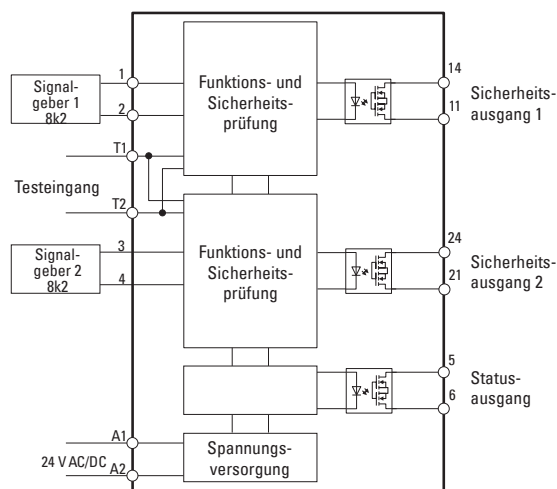 1
2
Signal-
geber 1
8k2
T1
Testeingang
T2
3
4
Signal-
geber 2
8k2
A1
24 V AC/DC
A2
Funktions- und
Sicherheits-
prüfung
Funktions- und
Sicherheits-
prüfung
Spannungs-
versorgung
14
11
Sicherheits-
ausgang 1
24
21
Sicherheits-
ausgang 2
5
6
Status-
ausgang